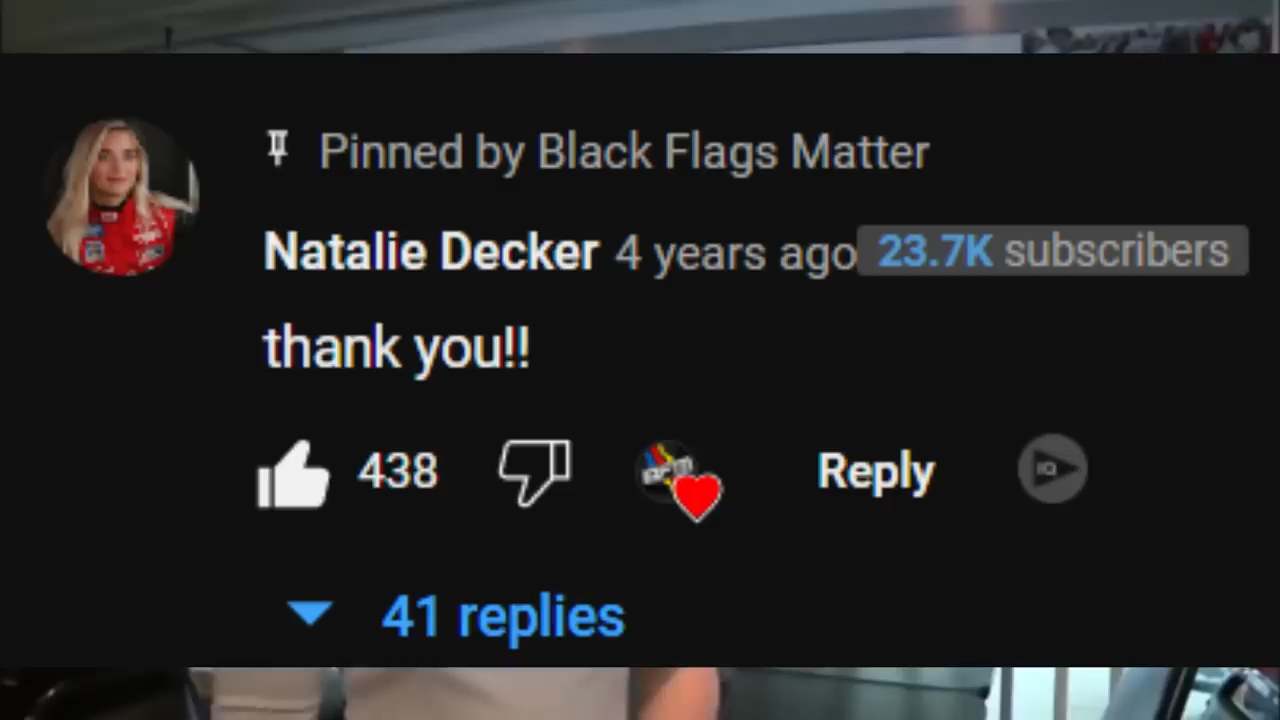 Pinned by Black Flags Matter
Natalie Decker 4 years ago 23.7K subscribers
thank you!!
438 Reply IQ
41 replies